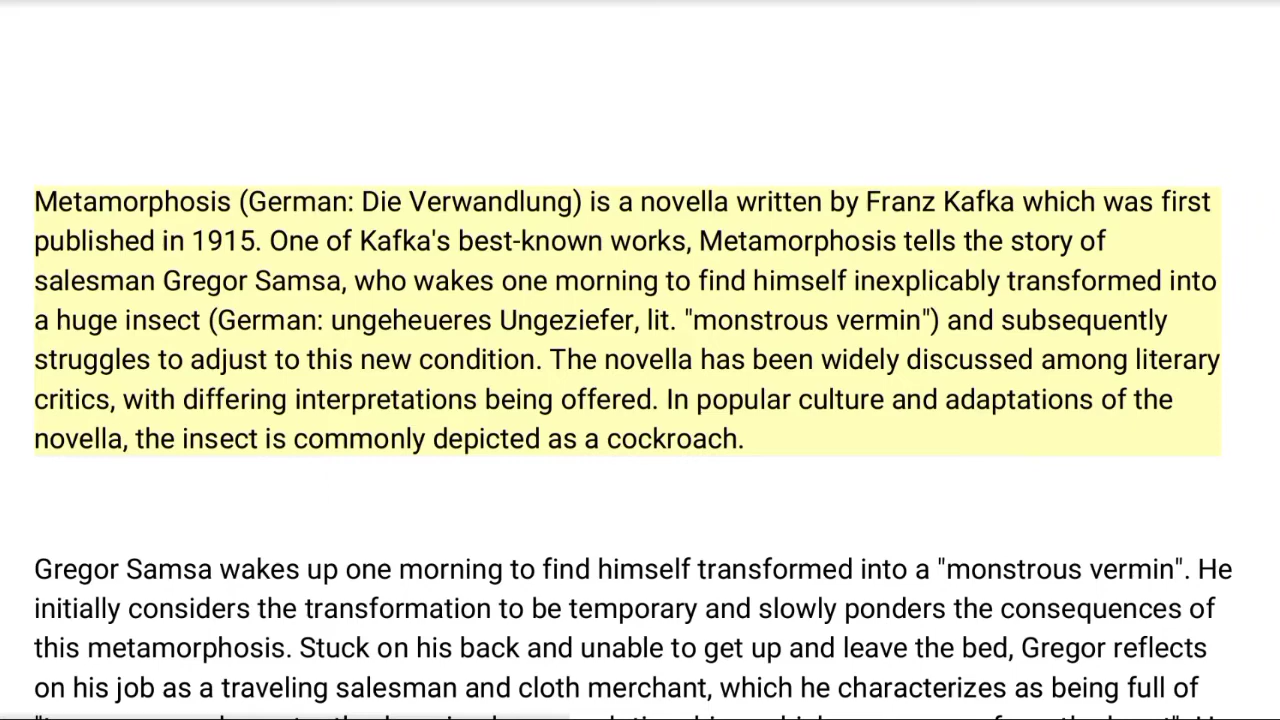 Metamorphosis (German: Die Verwandlung) is a novella written by Franz Kafka which was first
published in 1915. One of Kafka's best-known works, Metamorphosis tells the story of
salesman Gregor Samsa, who wakes one morning to find himself inexplicably transformed into
a huge insect (German: ungeheueres Ungeziefer, lit. "monstrous vermin") and subsequently
struggles to adjust to this new condition. The novella has been widely discussed among literary
critics, with differing interpretations being offered. In popular culture and adaptations of the
novella, the insect is commonly depicted as a cockroach.
Gregor Samsa wakes up one morning to find himself transformed into a "monstrous vermin". He
initially considers the transformation to be temporary and slowly ponders the consequences of
this metamorphosis. Stuck on his back and unable to get up and leave the bed, Gregor reflects
on his job as a traveling salesman and cloth merchant, which he characterizes as being full of